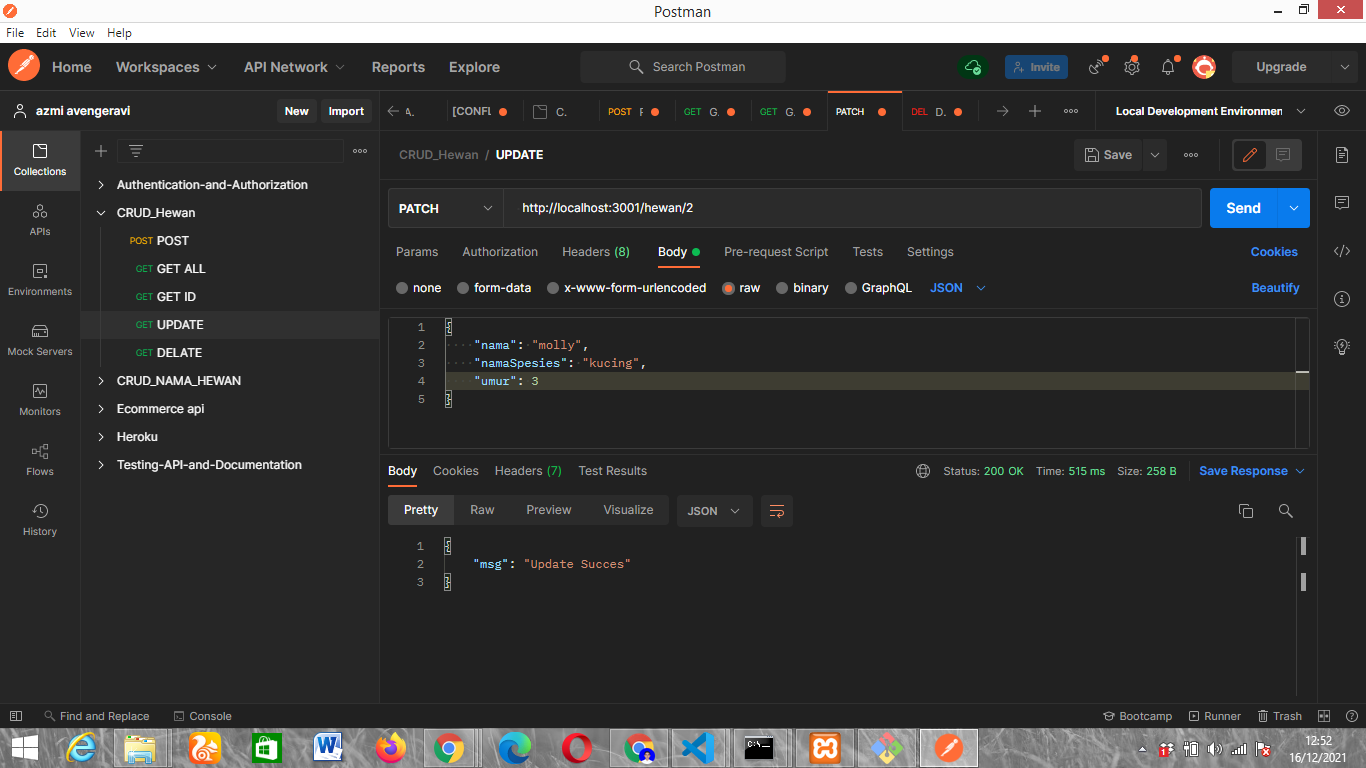 Postman
File Edit View Help
Home Workspaces API Network Reports Explore Search Postman Invite Upgrade
azmi avengeravi New Import
A. [CONFL C. POST F GET G. GET G. PATCH DEL D. Local Development Environmen
CRUD_Hewan / UPDATE Save
Collections
APIs
Environments
Mock Servers
Monitors
Flows
History
Authentication-and-Authorization
CRUD_Hewan
POST POST
GET GET ALL
GET GET ID
GET UPDATE
GET DELATE
CRUD_NAMA_HEWAN
Ecommerce api
Heroku
Testing-API-and-Documentation
PATCH http://localhost:3001/hewan/2 Send
Params Authorization Headers (8) Body Pre-request Script Tests Settings Cookies
none form-data x-www-form-urlencoded raw binary GraphQL JSON Beautify
1 {
2 "nama": "molly",
3 "namaSpesies": "kucing",
4 "umur": 3
5 }
Body Cookies Headers (7) Test Results Status: 200 OK Time: 515 ms Size: 258 B Save Response
Pretty Raw Preview Visualize JSON
1 {
2 "msg": "Update Succes"
3 }
Find and Replace Console Bootcamp Runner Trash
12:52
16/12/2021